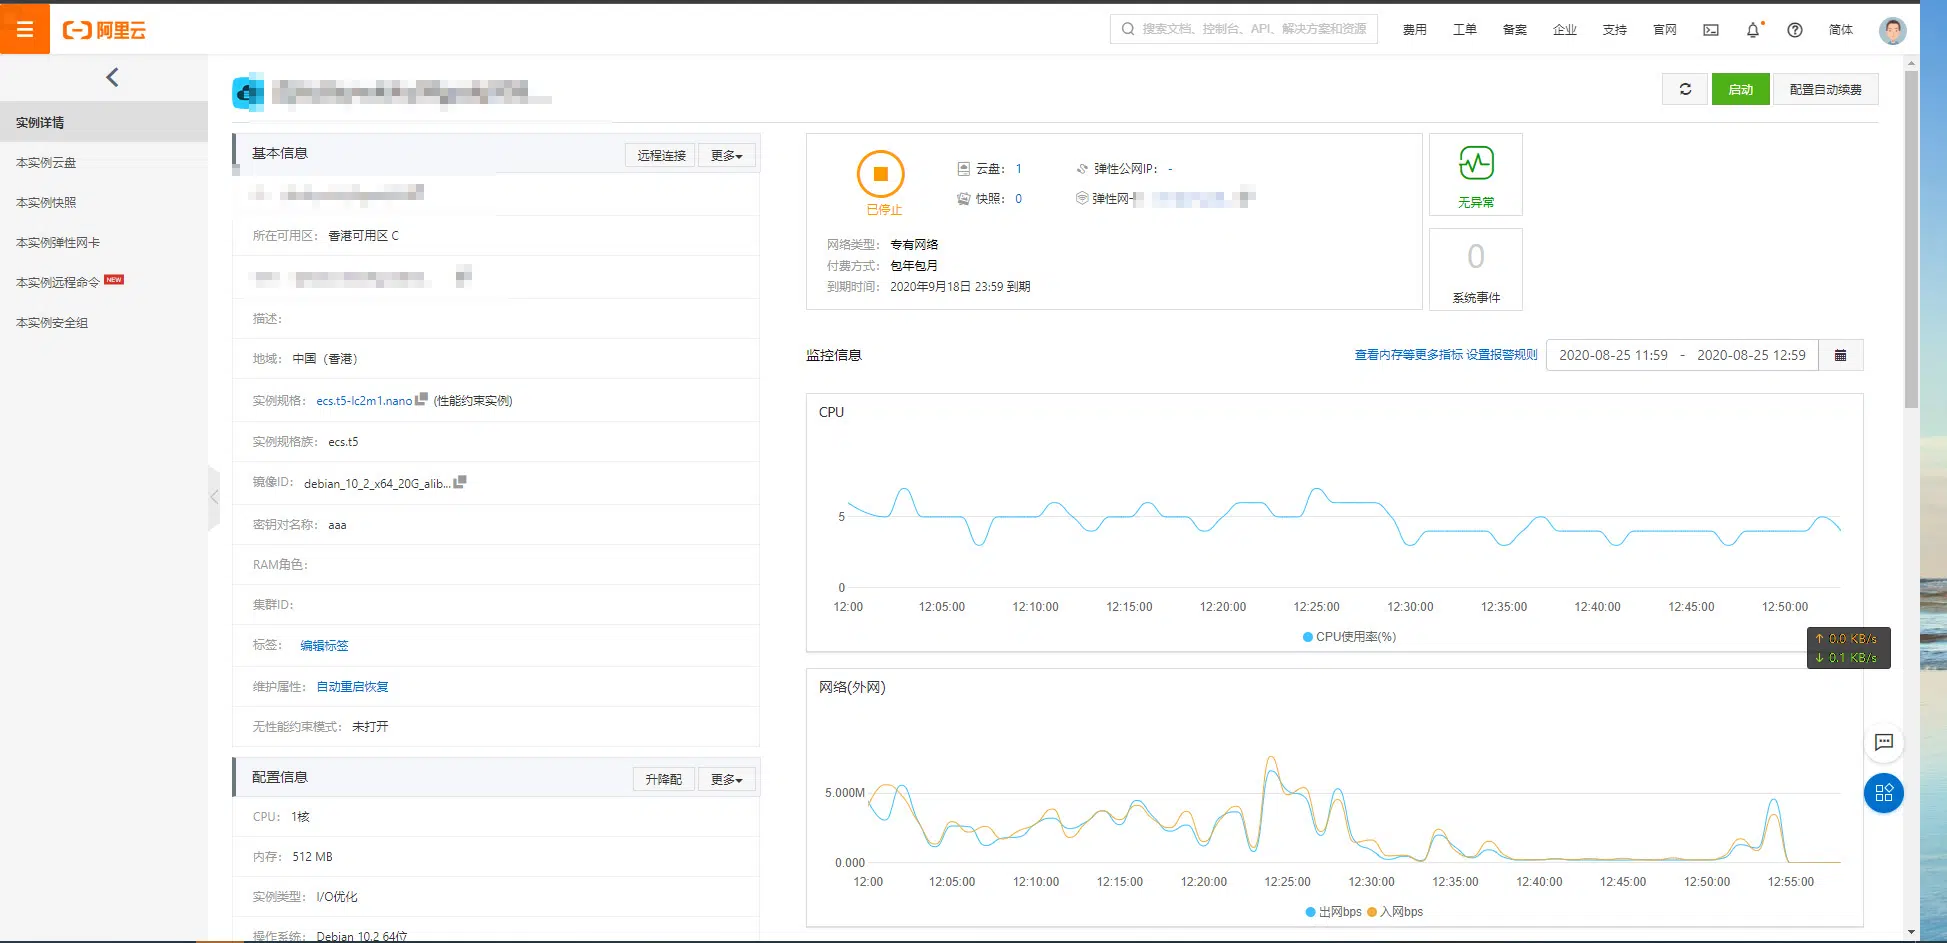 阿里云
搜索文档、控制台、API、解决方案和资源
费用
工单
备案
企业
支持
官网
简体
启动
配置自动续费
实例详情
本实例云盘
本实例快照
本实例弹性网卡
本实例远程命令 NEW
本实例安全组
基本信息
远程连接
更多
所在可用区： 香港可用区 C
描述：
地域： 中国（香港）
实例规格： ecs.t5-lc2m1.nano (性能约束实例)
实例规格族： ecs.t5
镜像ID： debian_10_2_x64_20G_alib...
密钥对名称： aaa
RAM角色：
集群ID：
标签： 编辑标签
维护属性： 自动重启恢复
无性能约束模式： 未打开
配置信息
升降配
更多
CPU： 1核
内存： 512 MB
实例类型： I/O优化
操作系统： Debian 10.2 64位
已停止
云盘： 1
弹性公网IP： -
快照： 0
弹性网卡
网络类型： 专有网络
付费方式： 包年包月
到期时间： 2020年9月18日 23:59 到期
无异常
0
系统事件
监控信息
查看内存等更多指标 设置报警规则
2020-08-25 11:59 - 2020-08-25 12:59
CPU
5
0
12:00 12:05:00 12:10:00 12:15:00 12:20:00 12:25:00 12:30:00 12:35:00 12:40:00 12:45:00 12:50:00
CPU使用率(%)
↑ 0.0 KB/s
↓ 0.1 KB/s
网络(外网)
5.000M
0.000
12:00 12:05:00 12:10:00 12:15:00 12:20:00 12:25:00 12:30:00 12:35:00 12:40:00 12:45:00 12:50:00 12:55:00
出网bps 入网bps